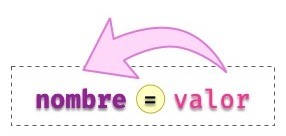 nombre = valor